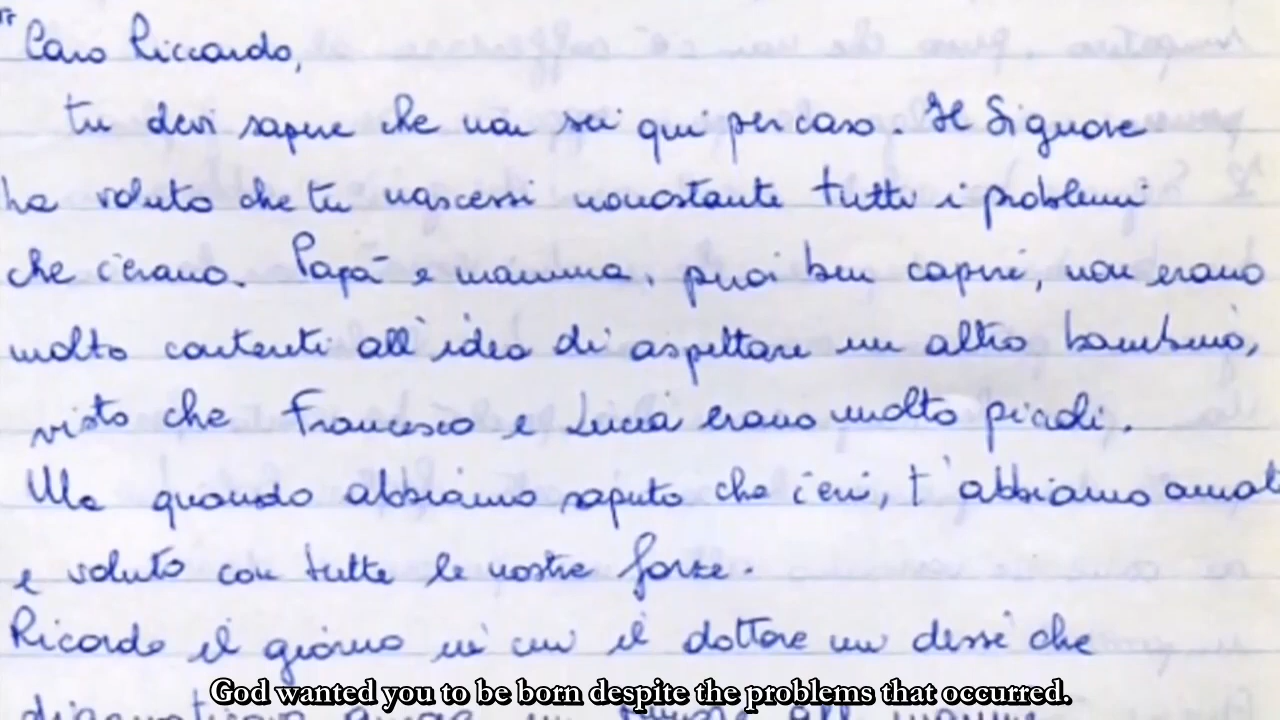 Caro Riccardo,
tu devi sapere che non sei qui per caso. Il Signore
ha voluto che tu nascessi nonostante tutti i problemi
che c'erano. Papà e mamma, puoi ben capire, non erano
molto contenti all'idea di aspettare un altro bambino,
visto che Francesco e Lucia erano molto piccoli.
Ma quando abbiamo saputo che c'eri, t'abbiamo amat
e voluto con tutte le nostre forze.
Ricordo il giorno in cui il dottore mi disse che
God wanted you to be born despite the problems that occurred.